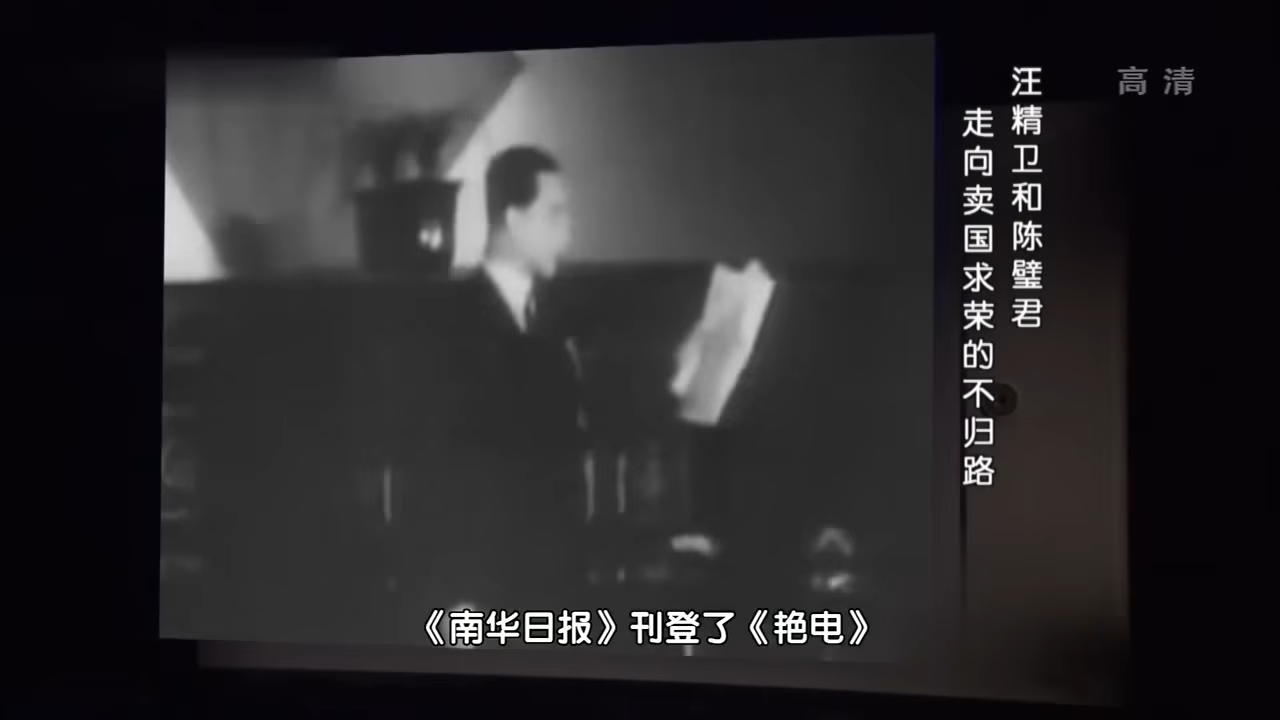 高清
汪精卫和陈璧君
走向卖国求荣的不归路
《南华日报》刊登了《艳电》